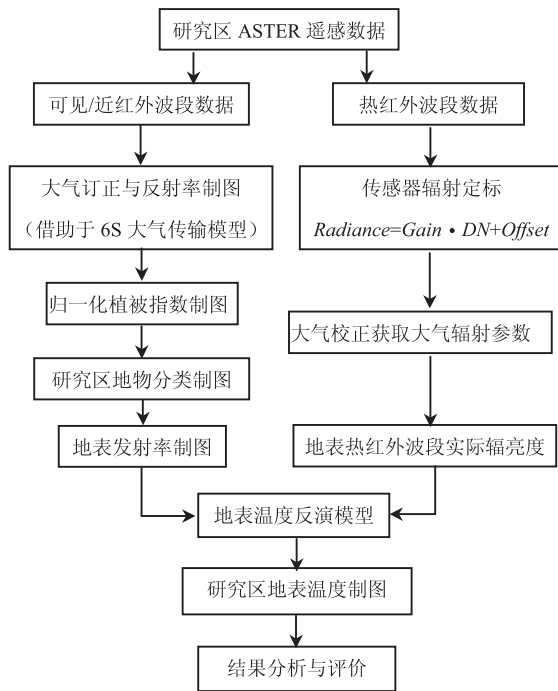 研究区 ASTER 遥感数据
可见/近红外波段数据
热红外波段数据
大气订正与反射率制图
（借助于 6S 大气传输模型）
传感器辐射定标
Radiance=Gain • DN+Offset
归一化植被指数制图
大气校正获取大气辐射参数
研究区地物分类制图
地表发射率制图
地表热红外波段实际辐亮度
地表温度反演模型
研究区地表温度制图
结果分析与评价